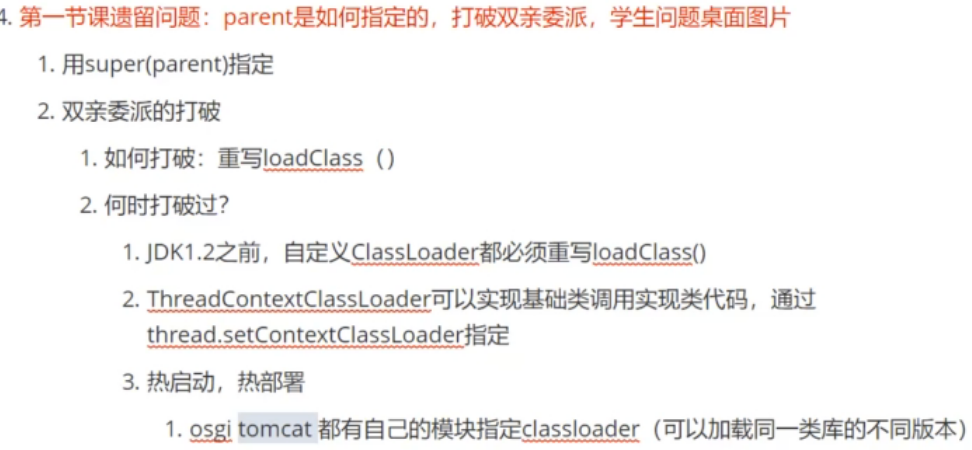 4. 第一节课遗留问题：parent是如何指定的，打破双亲委派，学生问题桌面图片
1. 用super(parent)指定
2. 双亲委派的打破
1. 如何打破：重写loadClass（）
2. 何时打破过？
1. JDK1.2之前，自定义ClassLoader都必须重写loadClass()
2. ThreadContextClassLoader可以实现基础类调用实现类代码，通过
thread.setContextClassLoader指定
3. 热启动，热部署
1. osgi tomcat 都有自己的模块指定classloader（可以加载同一类库的不同版本）